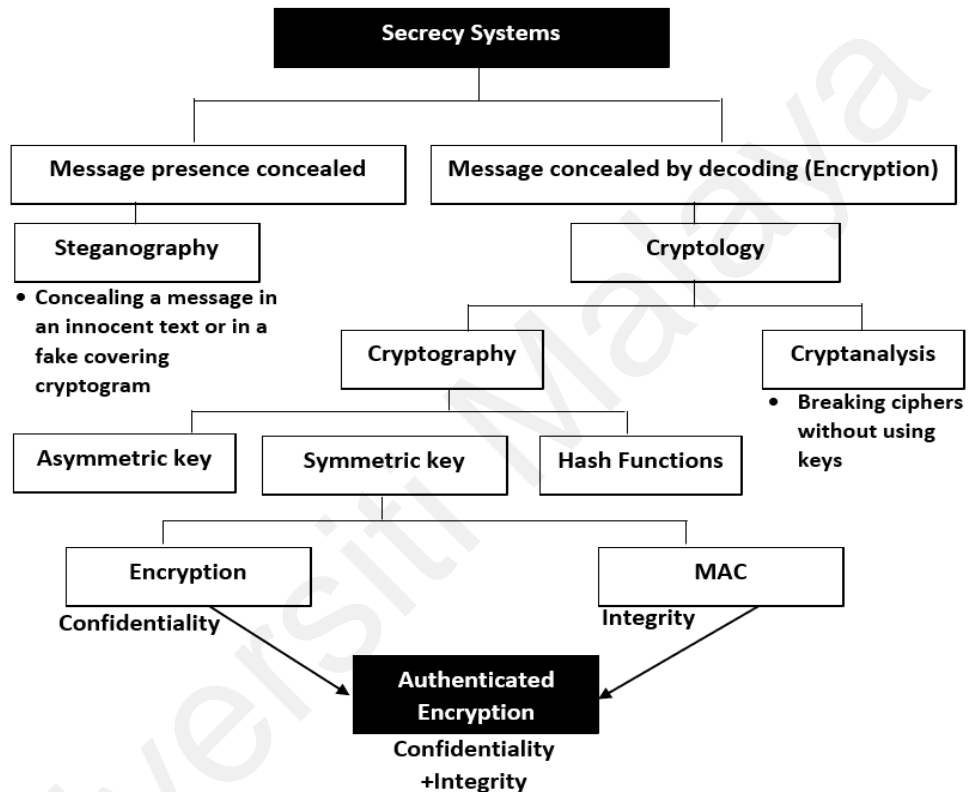 Secrecy Systems
Message presence concealed
Message concealed by decoding (Encryption)
Steganography
• Concealing a message in
an innocent text or in a
fake covering
cryptogram
Cryptology
Cryptography
Cryptanalysis
• Breaking ciphers
without using
keys
Asymmetric key
Symmetric key
Hash Functions
Encryption
MAC
Confidentiality
Integrity
Authenticated
Encryption
Confidentiality
+Integrity
versiti Malaya